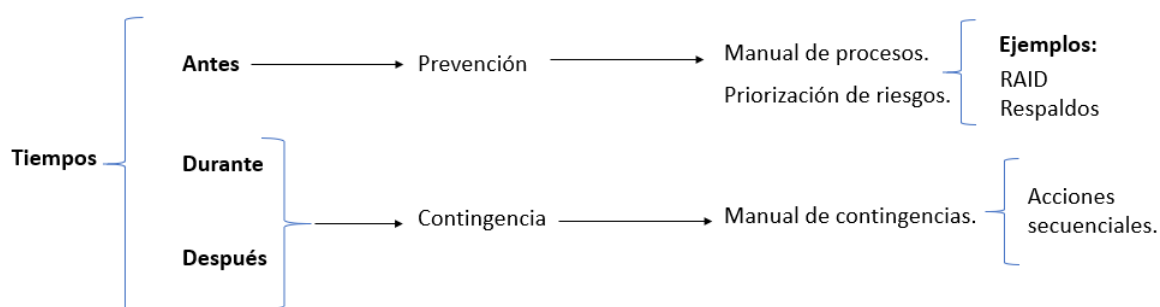 Tiempos
Antes
Prevención
Manual de procesos.
Priorización de riesgos.
Ejemplos:
RAID
Respaldos
Durante
Después
Contingencia
Manual de contingencias.
Acciones
secuenciales.